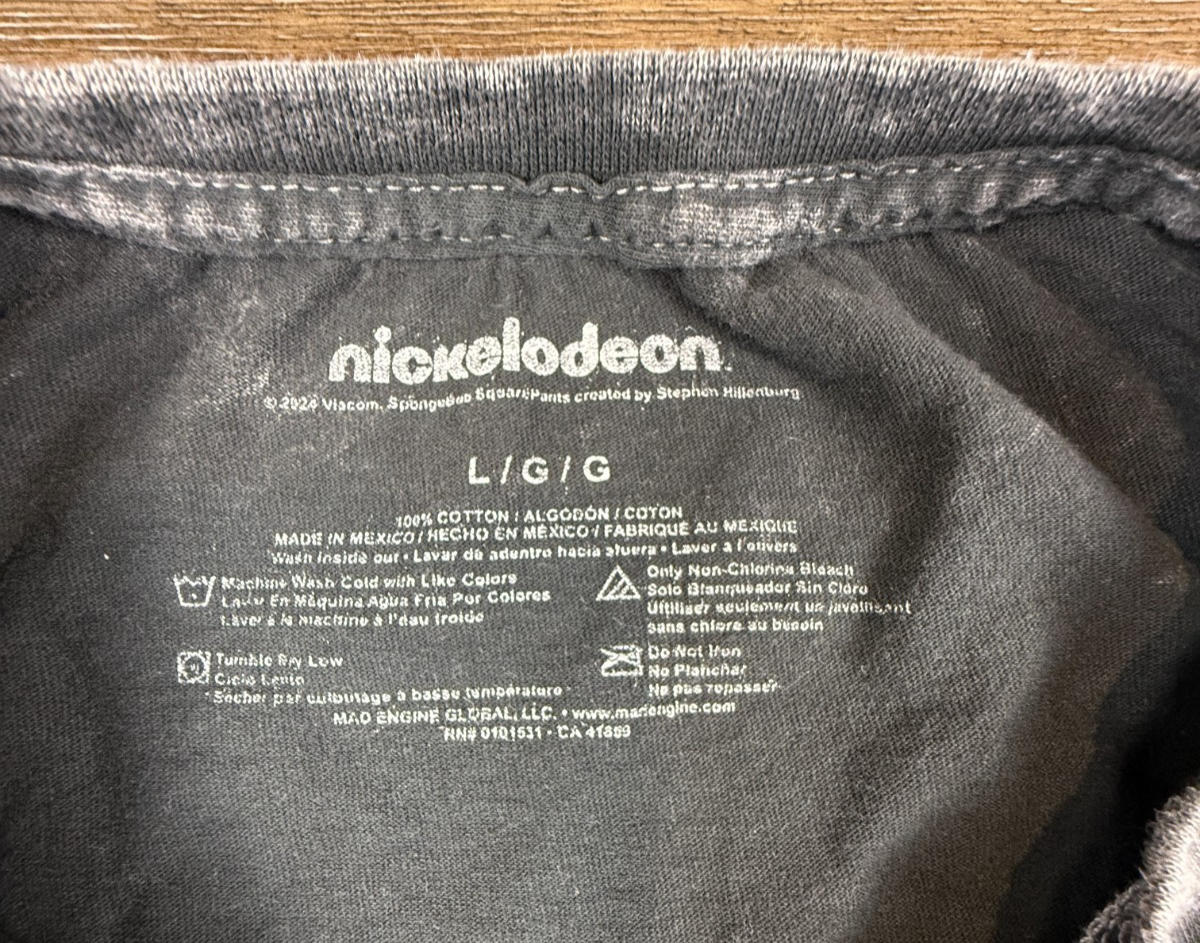 nickelodeon
© 2024 Viacom. SpongeBob SquarePants created by Stephen Hillenburg
L / G / G
100% COTTON / ALGODÓN / COTON
MADE IN MEXICO / HECHO EN MÉXICO / FABRIQUÉ AU MEXIQUE
Wash inside out • Lavar de adentro hacia afuera • Laver à l'envers
Machine Wash Cold with Like Colors
Lavar En Máquina Agua Fria Por Colores
Laver à la machine à l'eau froide
Only Non-Chlorine Bleach
Solo Blanqueador Sin Cloro
Utiliser seulement un javellisant
sans chlore au besoin
Tumble Dry Low
Ciclo Lento
Sécher par culbutage à basse température
Do Not Iron
No Planchar
Ne pas repasser
MAD ENGINE GLOBAL, LLC. • www.madengine.com
RN# 0101531 • CA 41859